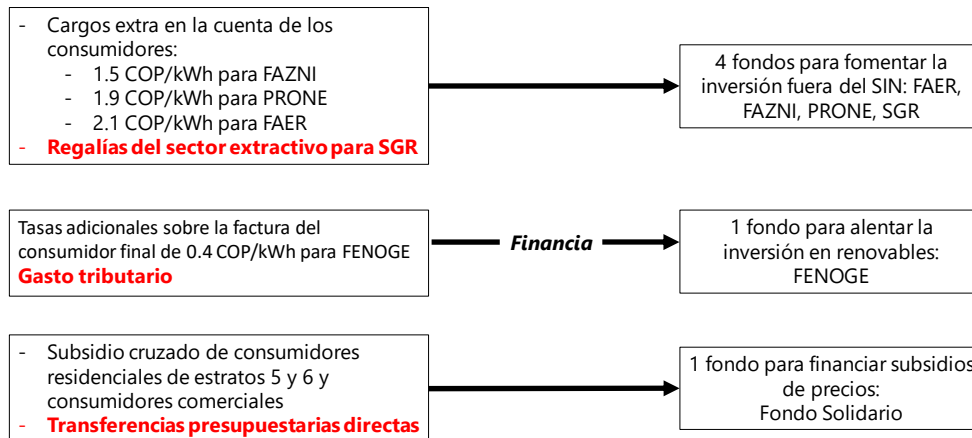 - Cargos extra en la cuenta de los
consumidores:
- 1.5 COP/kWh para FAZNI
- 1.9 COP/kWh para PRONE
- 2.1 COP/kWh para FAER
- Regalías del sector extractivo para SGR
4 fondos para fomentar la
inversión fuera del SIN: FAER,
FAZNI, PRONE, SGR
Tasas adicionales sobre la factura del
consumidor final de 0.4 COP/kWh para FENOGE
Gasto tributario
Financia
1 fondo para alentar la
inversión en renovables:
FENOGE
- Subsidio cruzado de consumidores
residenciales de estratos 5 y 6 y
consumidores comerciales
- Transferencias presupuestarias directas
1 fondo para financiar subsidios
de precios:
Fondo Solidario